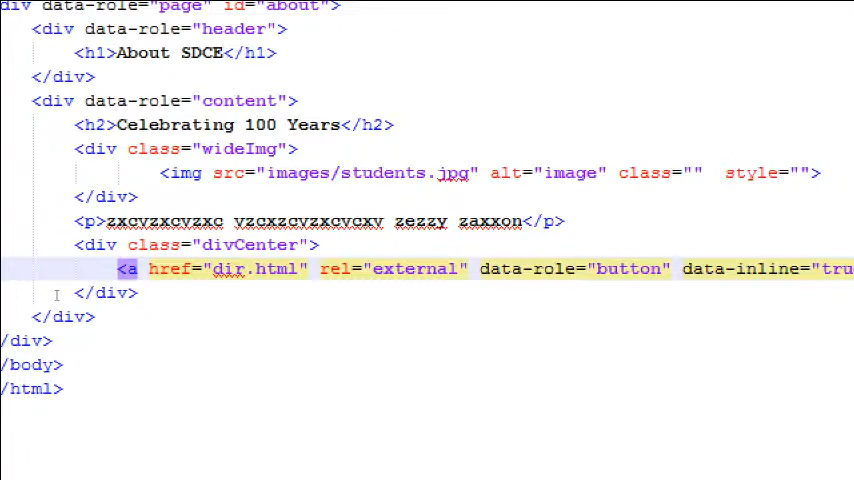 div data-role="page" id="about">
<div data-role="header">
<h1>About SDCE</h1>
</div>
<div data-role="content">
<h2>Celebrating 100 Years</h2>
<div class="wideImg">
<img src="images/students.jpg" alt="image" class="" style="">
</div>
<p>zxcvzxcvzxc vzcxzcvzxcvcxv zezzy zaxxon</p>
<div class="divCenter">
<a href="dir.html" rel="external" data-role="button" data-inline="tru
</div>
</div>
/div>
/body>
/html>